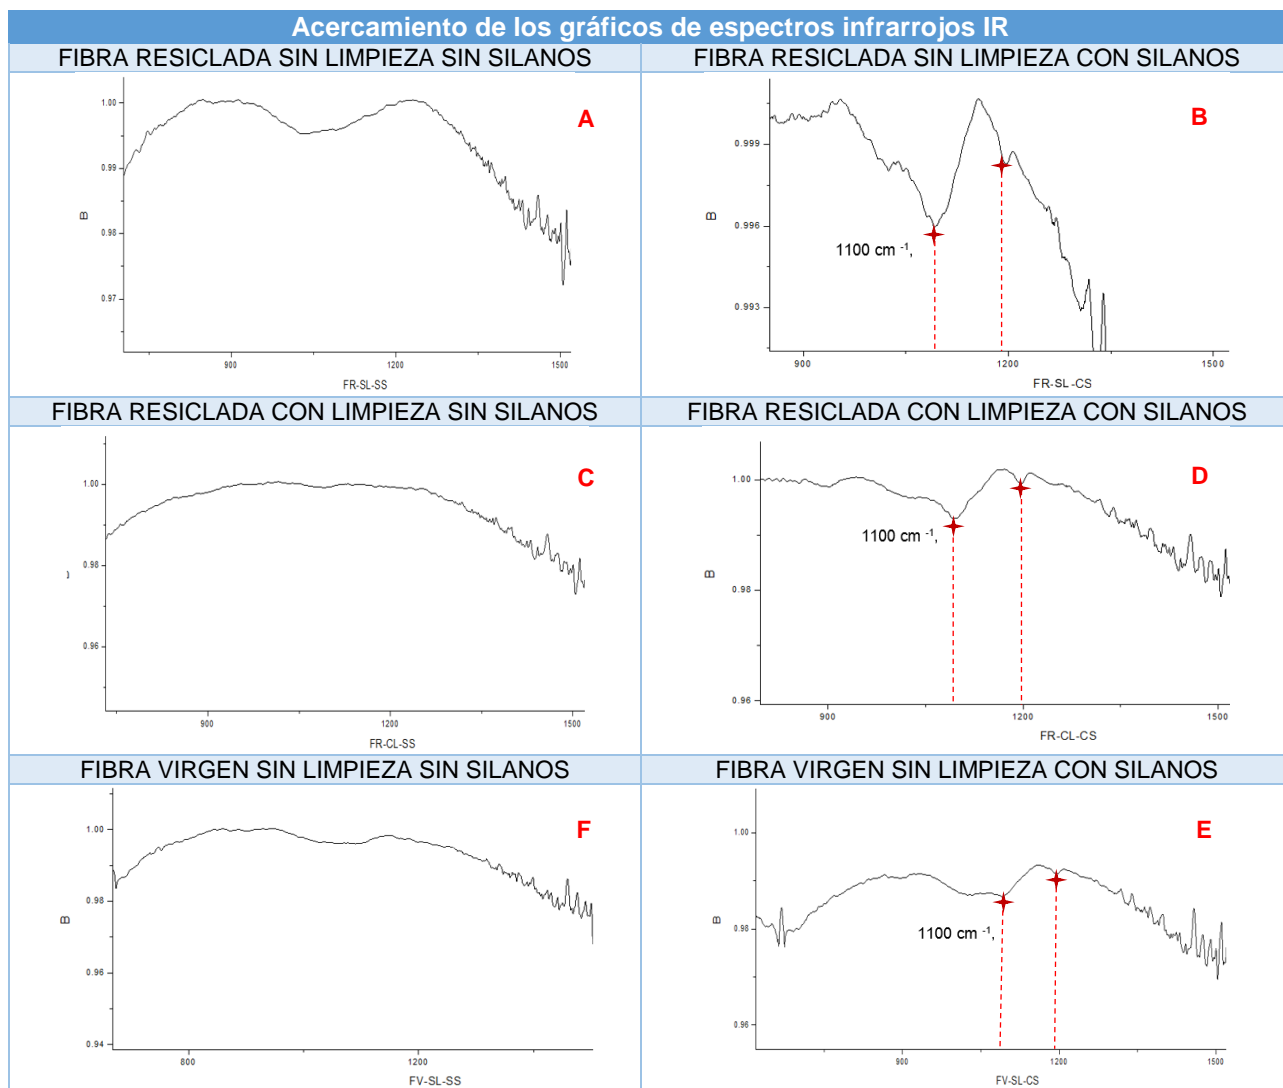 Acercamiento de los gráficos de espectros infrarrojos IR
FIBRA RESICLADA SIN LIMPIEZA SIN SILANOS
FIBRA RESICLADA SIN LIMPIEZA CON SILANOS
A
1.00
0.99
0.98
0.97
B
900
1200
1500
FR-SL-SS
B
0.999
0.996
0.993
B
1100 cm -1,
900
1200
1500
FR-SL-CS
FIBRA RESICLADA CON LIMPIEZA SIN SILANOS
FIBRA RESICLADA CON LIMPIEZA CON SILANOS
C
1.00
0.98
0.96
900
1200
1500
FR-CL-SS
D
1.00
0.98
0.96
B
1100 cm -1,
900
1200
1500
FR-CL-CS
FIBRA VIRGEN SIN LIMPIEZA SIN SILANOS
FIBRA VIRGEN SIN LIMPIEZA CON SILANOS
F
1.00
0.98
0.96
0.94
B
800
1200
FV-SL-SS
E
1.00
0.98
0.96
B
1100 cm -1,
900
1200
1500
FV-SL-CS